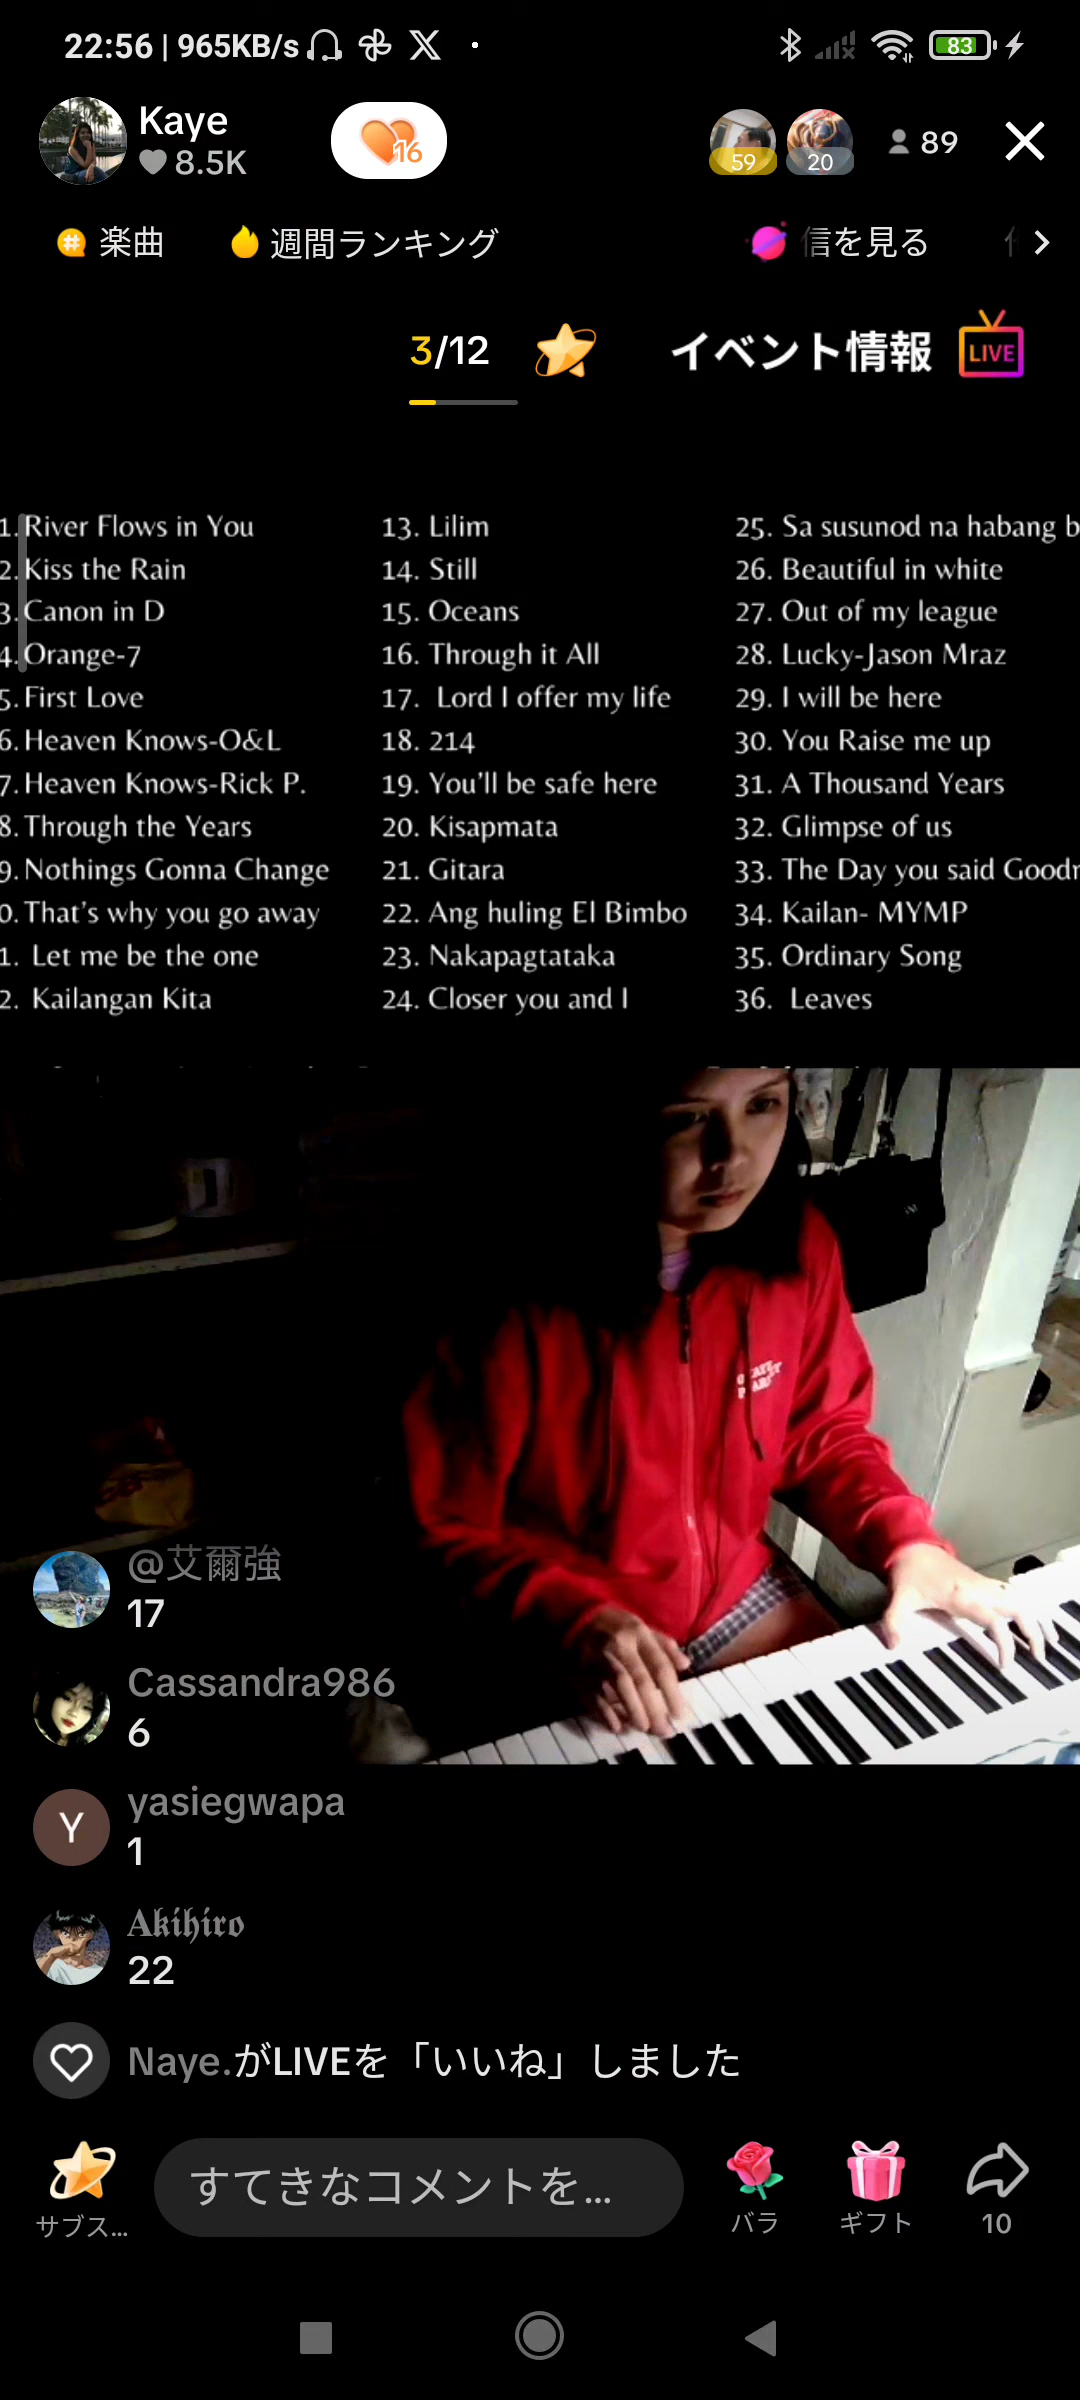 22:56 | 965KB/s
83
Kaye
8.5K
16
59
20
89
楽曲
週間ランキング
信を見る
3/12
イベント情報
LIVE
1. River Flows in You
2. Kiss the Rain
3. Canon in D
4. Orange-7
5. First Love
6. Heaven Knows-O&L
7. Heaven Knows-Rick P.
8. Through the Years
9. Nothings Gonna Change
0. That's why you go away
1. Let me be the one
2. Kailangan Kita
13. Lilim
14. Still
15. Oceans
16. Through it All
17. Lord I offer my life
18. 214
19. You'll be safe here
20. Kisapmata
21. Gitara
22. Ang huling El Bimbo
23. Nakapagtataka
24. Closer you and I
25. Sa susunod na habang b
26. Beautiful in white
27. Out of my league
28. Lucky-Jason Mraz
29. I will be here
30. You Raise me up
31. A Thousand Years
32. Glimpse of us
33. The Day you said Good
34. Kailan- MYMP
35. Ordinary Song
36. Leaves
@艾爾強
17
Cassandra986
6
Y
yasiegwapa
1
Akihiro
22
Naye.がLIVEを「いいね」しました
サブス...
すてきなコメントを...
バラ
ギフト
10